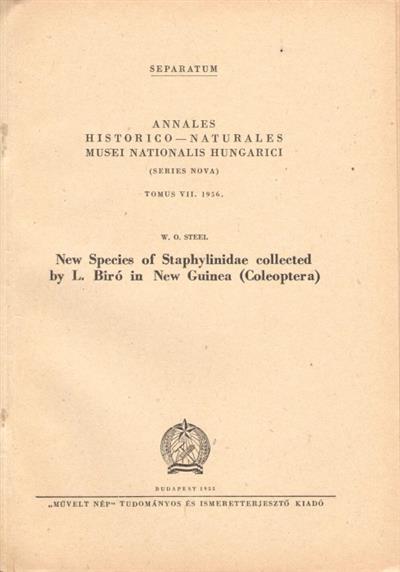 SEPARATUM
ANNALES
HISTORICO—NATURALES
MUSEI NATIONALIS HUNGARICI
(SERIES NOVA)
TOMUS VII. 1956.
W. O. STEEL
New Species of Staphylinidae collected
by L. Biró in New Guinea (Coleoptera)
BUDAPEST 1955
„MŰVELT NÉP“ TUDOMÁNYOS ÉS ISMERETTERJESZTŐ KIADÓ